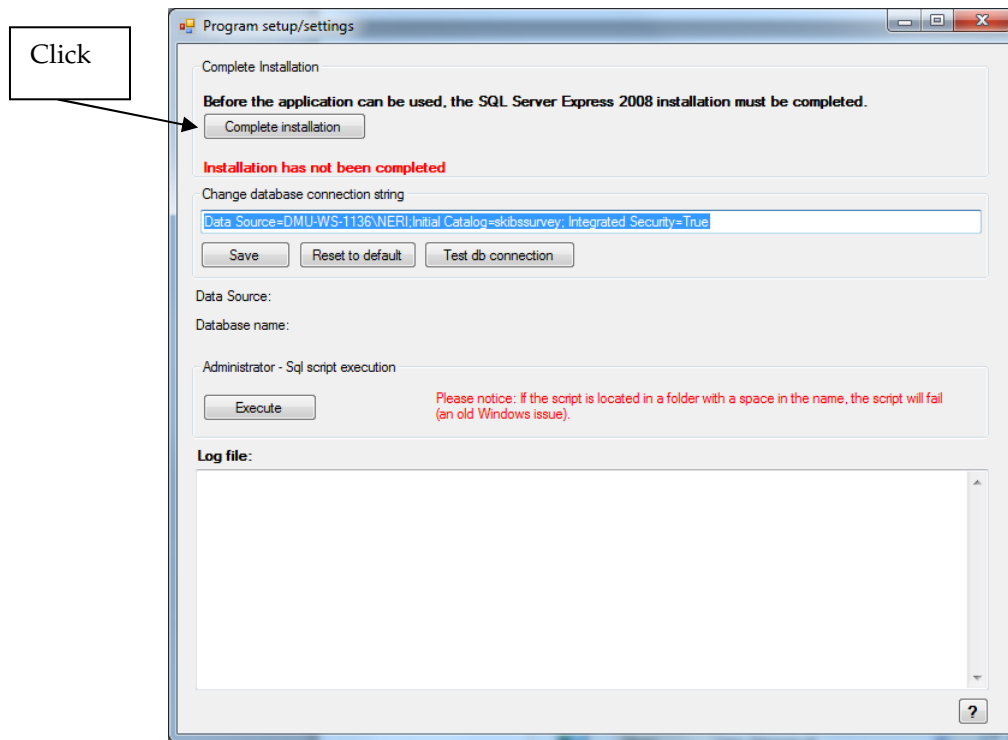 Program setup/settings
Click
Complete Installation
Before the application can be used, the SQL Server Express 2008 installation must be completed.
Complete installation
Installation has not been completed
Change database connection string
Data Source=DMU-WS-1136\NERI;Initial Catalog=skibssurvey; Integrated Security=True
Save Reset to default Test db connection
Data Source:
Database name:
Administrator - Sql script execution
Execute
Please notice: If the script is located in a folder with a space in the name, the script will fail
(an old Windows issue).
Log file:
?